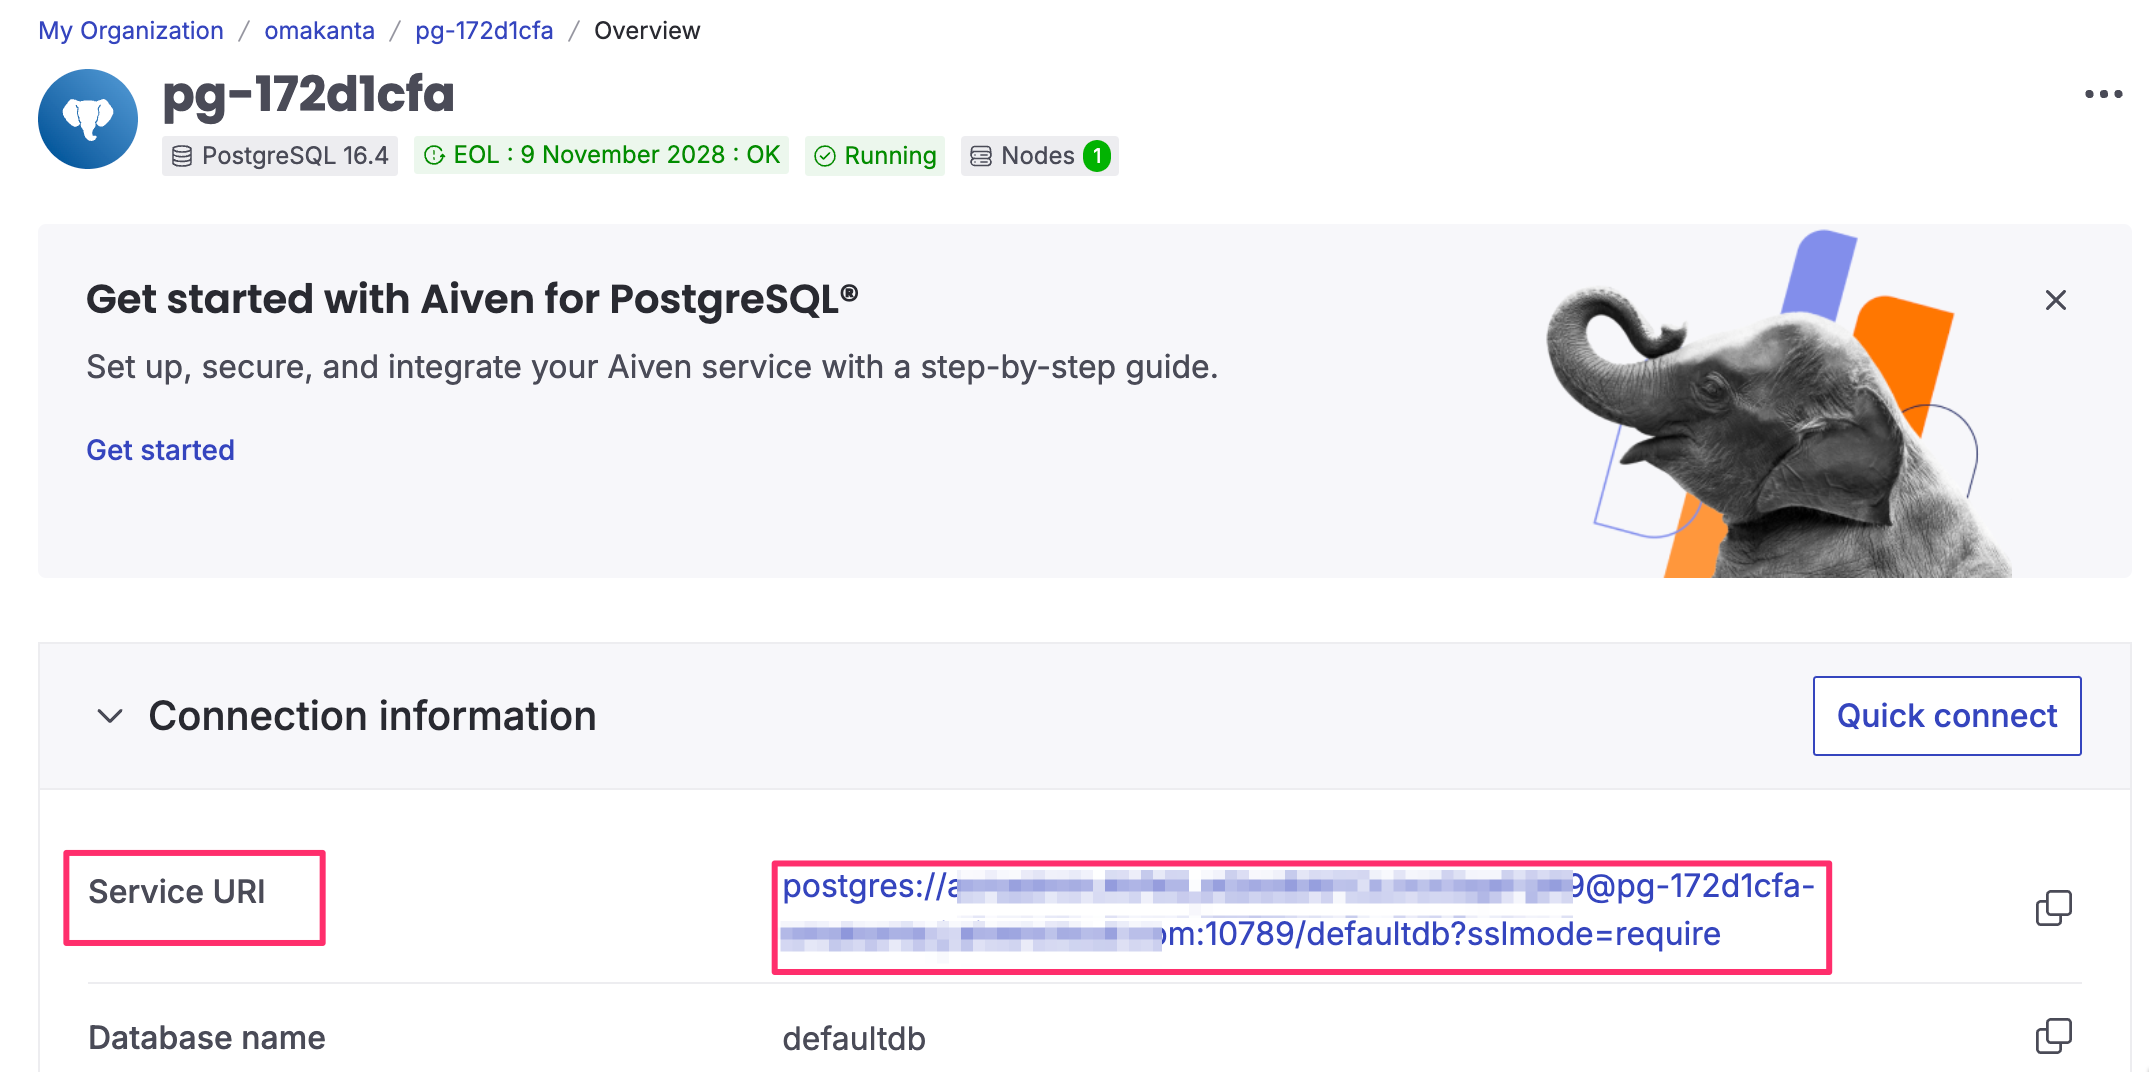 My Organization / omakanta / pg-172d1cfa / Overview
pg-172d1cfa
PostgreSQL 16.4 EOL : 9 November 2028 : OK Running Nodes 1
Get started with Aiven for PostgreSQL®
Set up, secure, and integrate your Aiven service with a step-by-step guide.
Get started
Connection information
Quick connect
Service URI
postgres:// 9@pg-172d1cfa-
om:10789/defaultdb?sslmode=require
Database name
defaultdb